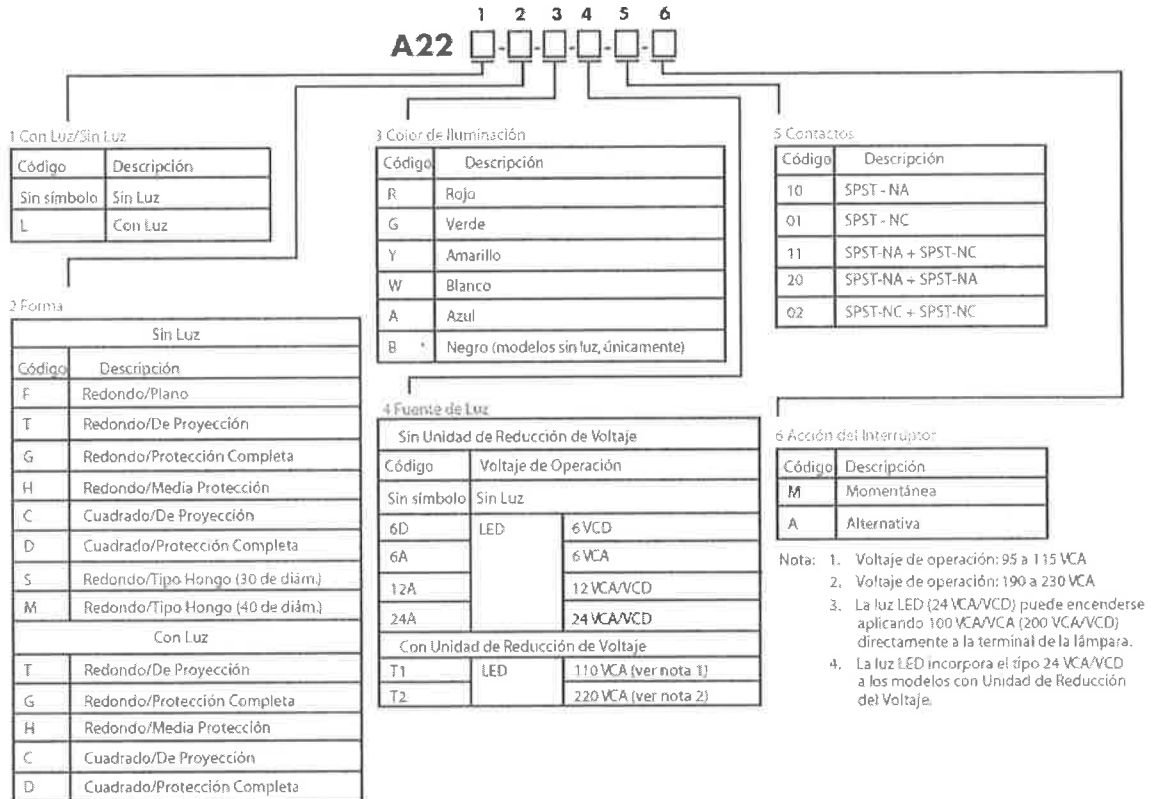 1 2 3 4 5 6
A22 - - - - -
1 Con Luz/Sin Luz
Código Descripción
Sin símbolo Sin Luz
L Con Luz
2 Forma
Sin Luz
Código Descripción
F Redondo/Plano
T Redondo/De Proyección
G Redondo/Protección Completa
H Redondo/Media Protección
C Cuadrado/De Proyección
D Cuadrado/Protección Completa
S Redondo/Tipo Hongo (30 de diám.)
M Redondo/Tipo Hongo (40 de diám.)
Con Luz
T Redondo/De Proyección
G Redondo/Protección Completa
H Redondo/Media Protección
C Cuadrado/De Proyección
D Cuadrado/Protección Completa
3 Color de Iluminación
Código Descripción
R Rojo
G Verde
Y Amarillo
W Blanco
A Azul
B * Negro (modelos sin luz, únicamente)
4 Fuente de Luz
Sin Unidad de Reducción de Voltaje
Código Voltaje de Operación
Sin símbolo Sin Luz
6D LED 6 VCD
6A 6 VCA
12A 12 VCA/VCD
24A 24 VCA/VCD
Con Unidad de Reducción de Voltaje
T1 LED 110 VCA (ver nota 1)
T2 220 VCA (ver nota 2)
5 Contactos
Código Descripción
10 SPST - NA
01 SPST - NC
11 SPST-NA + SPST-NC
20 SPST-NA + SPST-NA
02 SPST-NC + SPST-NC
6 Acción del Interruptor
Código Descripción
M Momentánea
A Alternativa
Nota: 1. Voltaje de operación: 95 a 115 VCA
2. Voltaje de operación: 190 a 230 VCA
3. La luz LED (24 VCA/VCD) puede encenderse
aplicando 100 VCA/VCA (200 VCA/VCD)
directamente a la terminal de la lámpara.
4. La luz LED incorpora el tipo 24 VCA/VCD
a los modelos con Unidad de Reducción
del Voltaje.